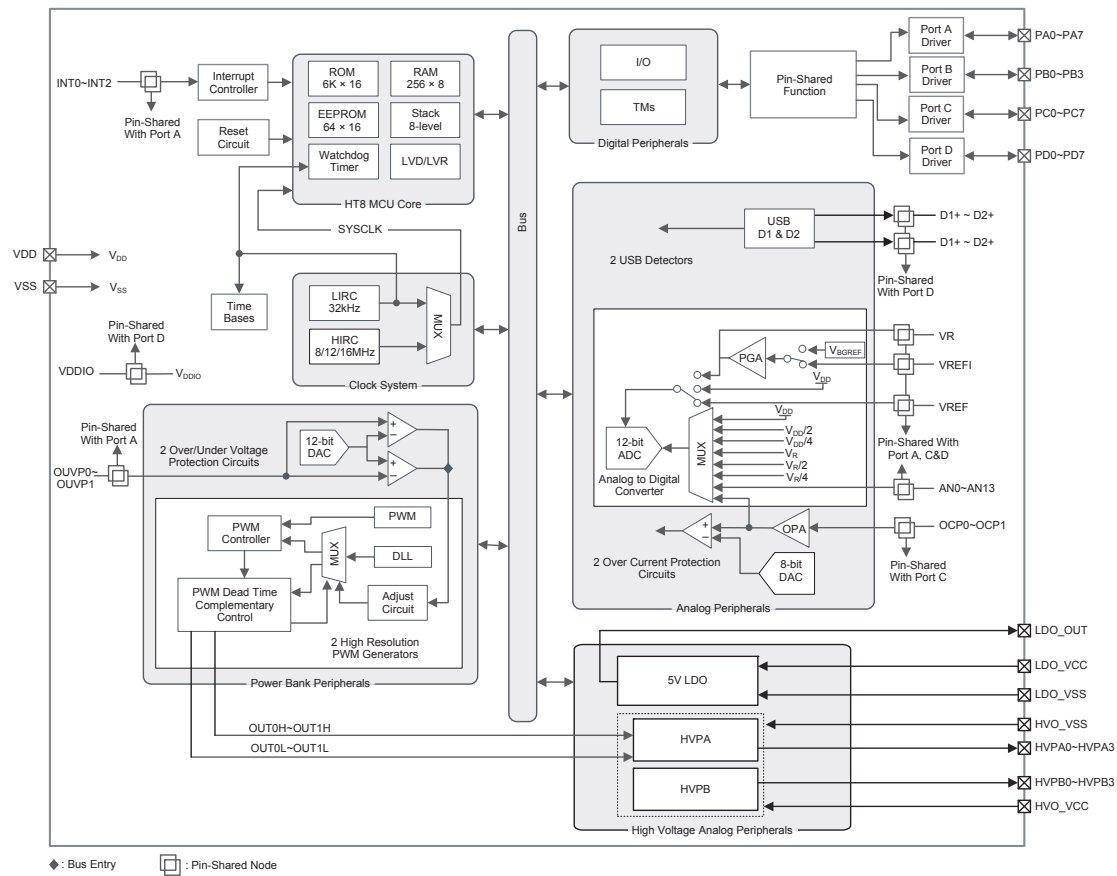 INT0~INT2
Pin-Shared
With Port A
Interrupt
Controller
Reset
Circuit
ROM
6K × 16
RAM
256 × 8
EEPROM
64 × 16
Stack
8-level
Watchdog
Timer
LVD/LVR
HT8 MCU Core
SYSCLK
VDD
VDD
VSS
VSS
Time
Bases
LIRC
32kHz
HIRC
8/12/16MHz
MUX
Clock System
Pin-Shared
With Port D
VDDIO
VDDIO
Pin-Shared
With Port A
OUVP0~
OUVP1
2 Over/Under Voltage
Protection Circuits
12-bit
DAC
+
−
+
−
PWM
Controller
PWM
MUX
DLL
PWM Dead Time
Complementary
Control
Adjust
Circuit
2 High Resolution
PWM Generators
Power Bank Peripherals
OUT0H~OUT1H
OUT0L~OUT1L
Bus
I/O
TMs
Digital Peripherals
Pin-Shared
Function
Port A
Driver
Port B
Driver
Port C
Driver
Port D
Driver
PA0~PA7
PB0~PB3
PC0~PC7
PD0~PD7
USB
D1 & D2
2 USB Detectors
D1+ ~ D2+
D1+ ~ D2+
Pin-Shared
With Port D
PGA
VBGREF
VDD
VR
VREFI
VREF
Pin-Shared With
Port A, C&D
12-bit
ADC
Analog to Digital
Converter
MUX
VDD
VDD/2
VDD/4
VR
VR/2
VR/4
AN0~AN13
+
−
OPA
OCP0~OCP1
8-bit
DAC
2 Over Current Protection
Circuits
Pin-Shared
With Port C
Analog Peripherals
5V LDO
HVPA
HVPB
High Voltage Analog Peripherals
LDO_OUT
LDO_VCC
LDO_VSS
HVO_VSS
HVPA0~HVPA3
HVPB0~HVPB3
HVO_VCC
: Bus Entry
: Pin-Shared Node